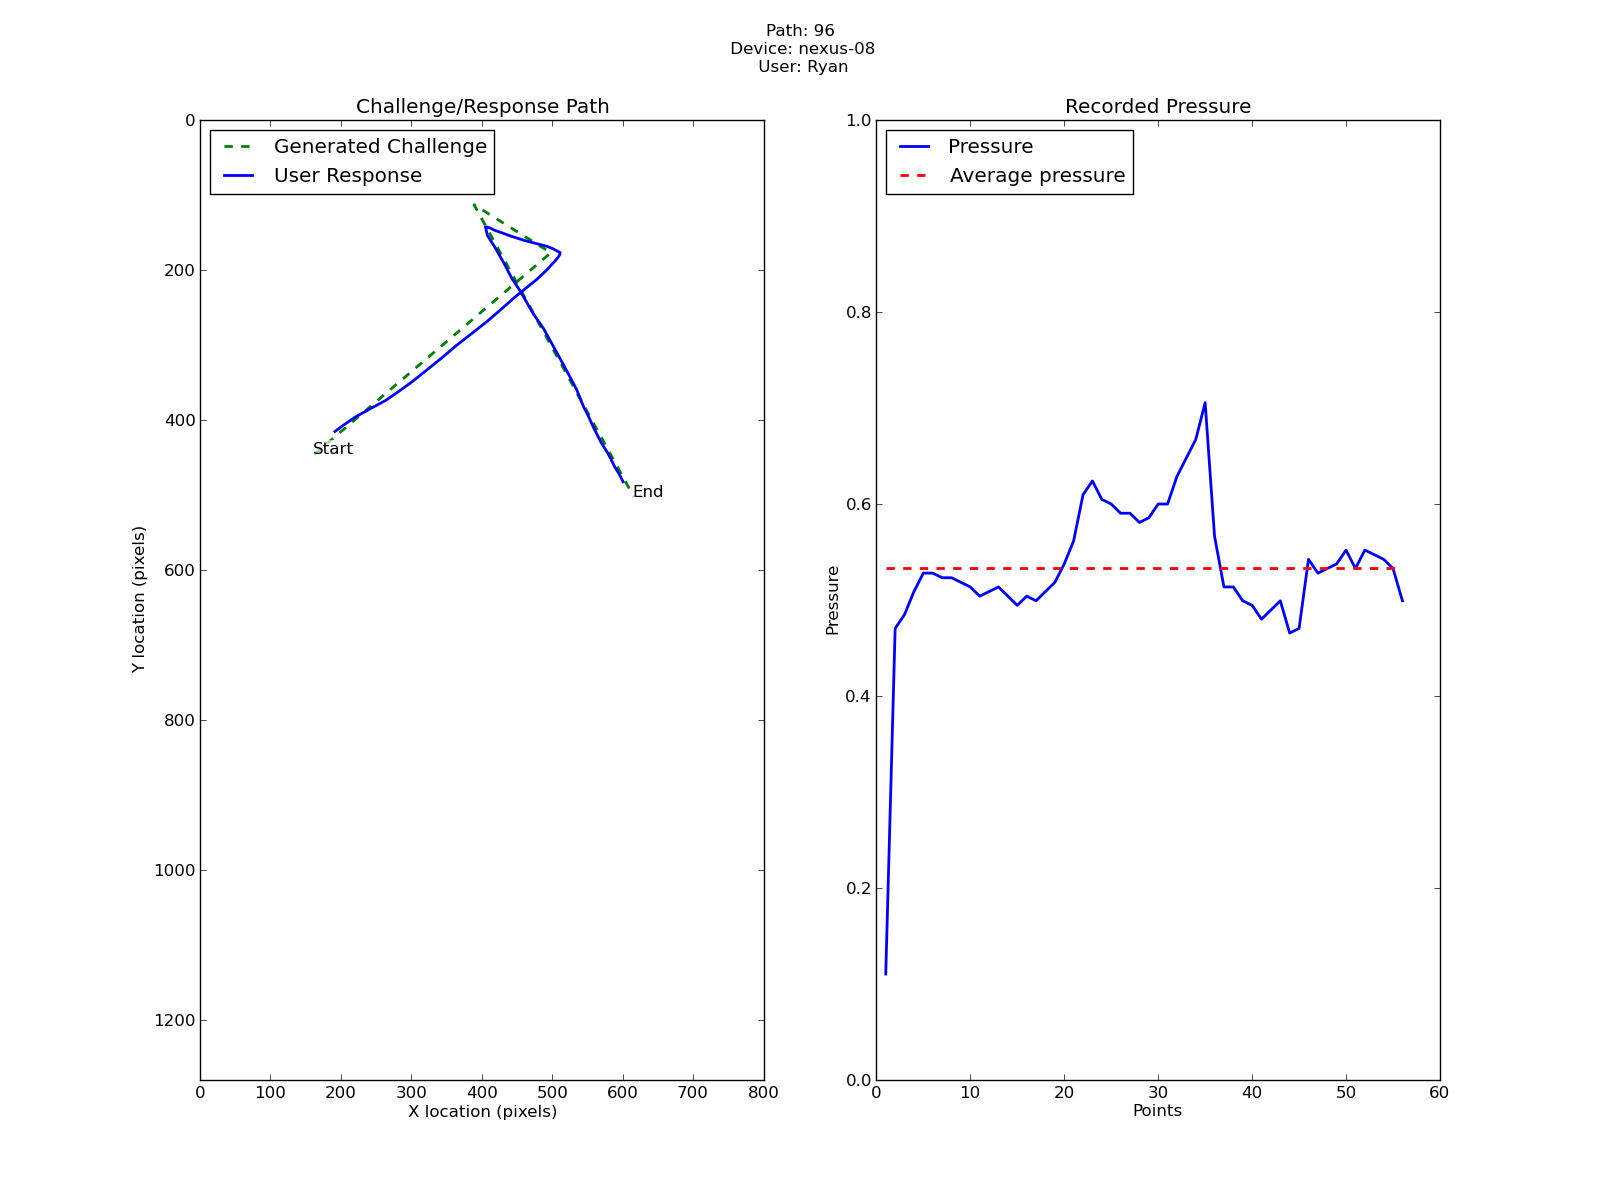 Path: 96
Device: nexus-08
User: Ryan
Challenge/Response Path
Generated Challenge
User Response
Start
End
0
200
400
600
800
1000
1200
Y location (pixels)
0 100 200 300 400 500 600 700 800
X location (pixels)
Recorded Pressure
Pressure
Average pressure
1.0
0.8
0.6
0.4
0.2
0.0
Pressure
0 10 20 30 40 50 60
Points